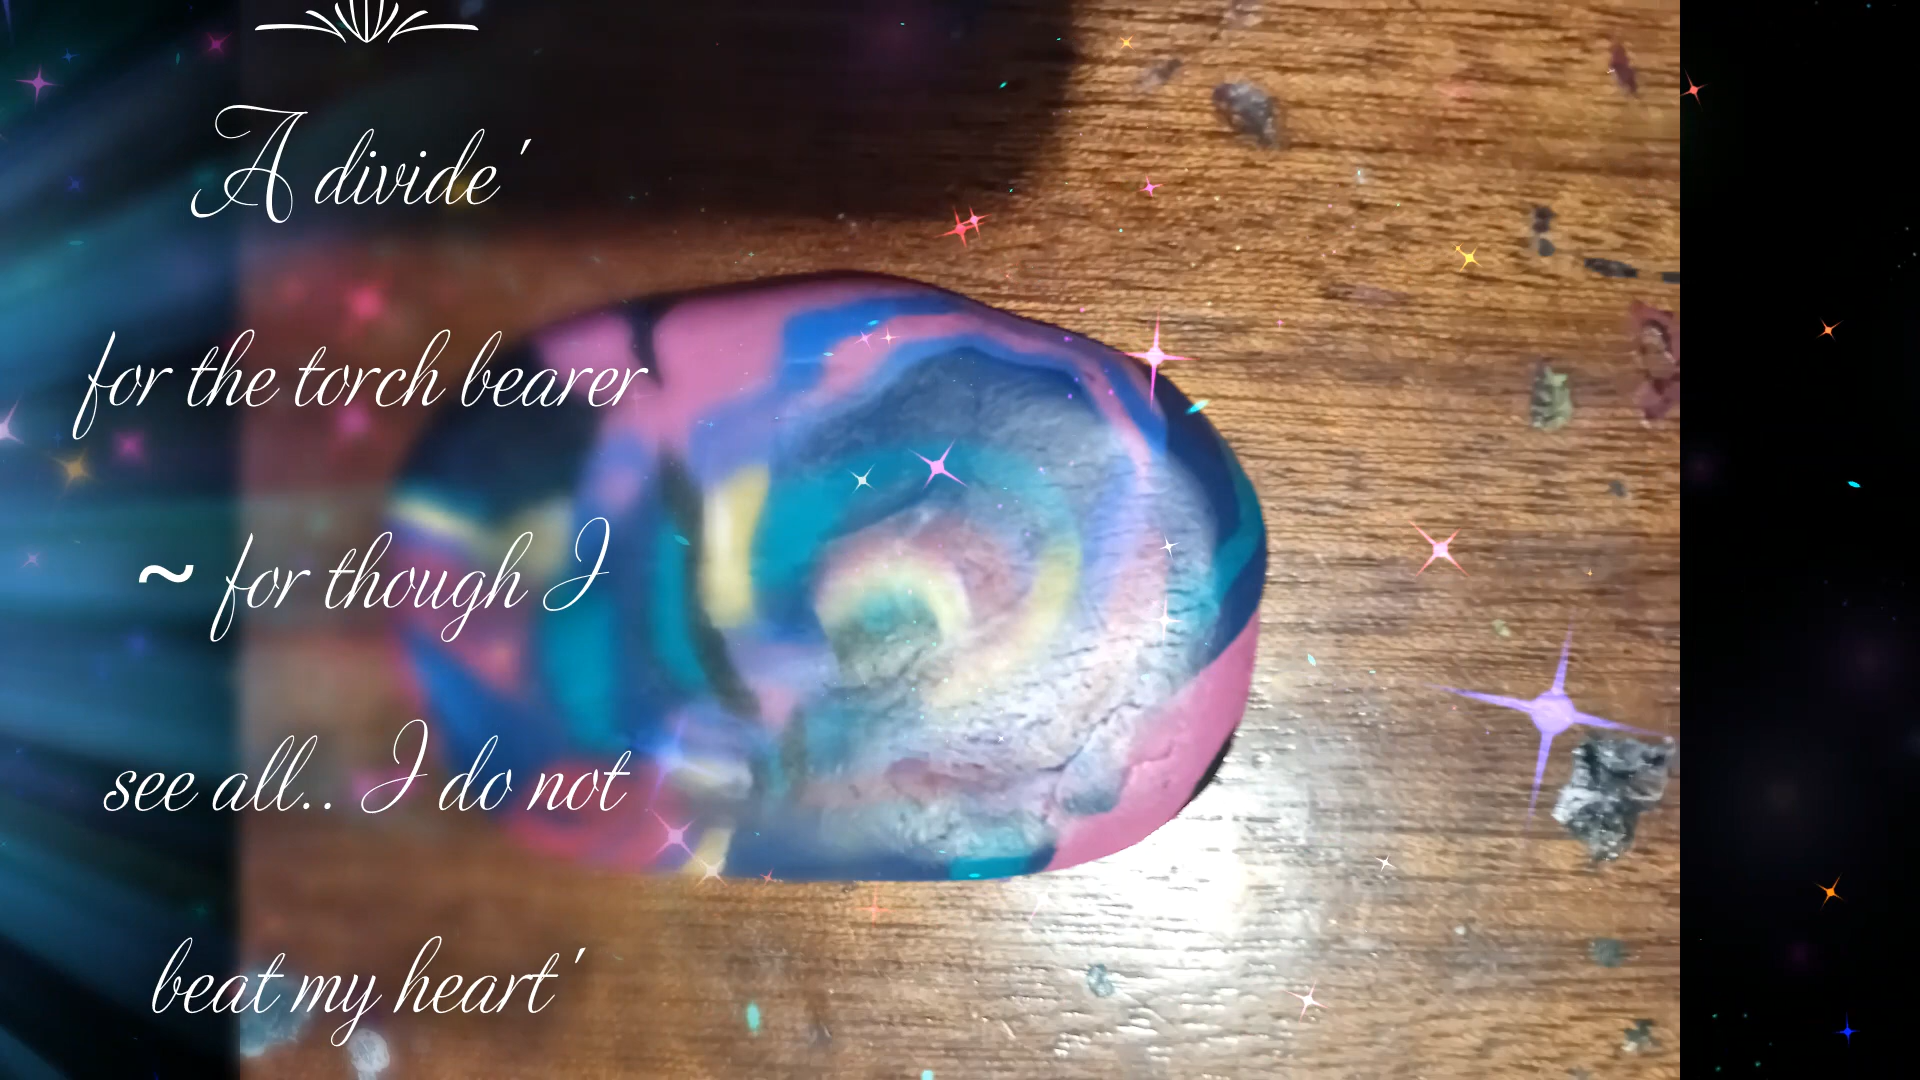 A divide'
for the torch bearer
~ for though I
see all.. I do not
beat my heart'